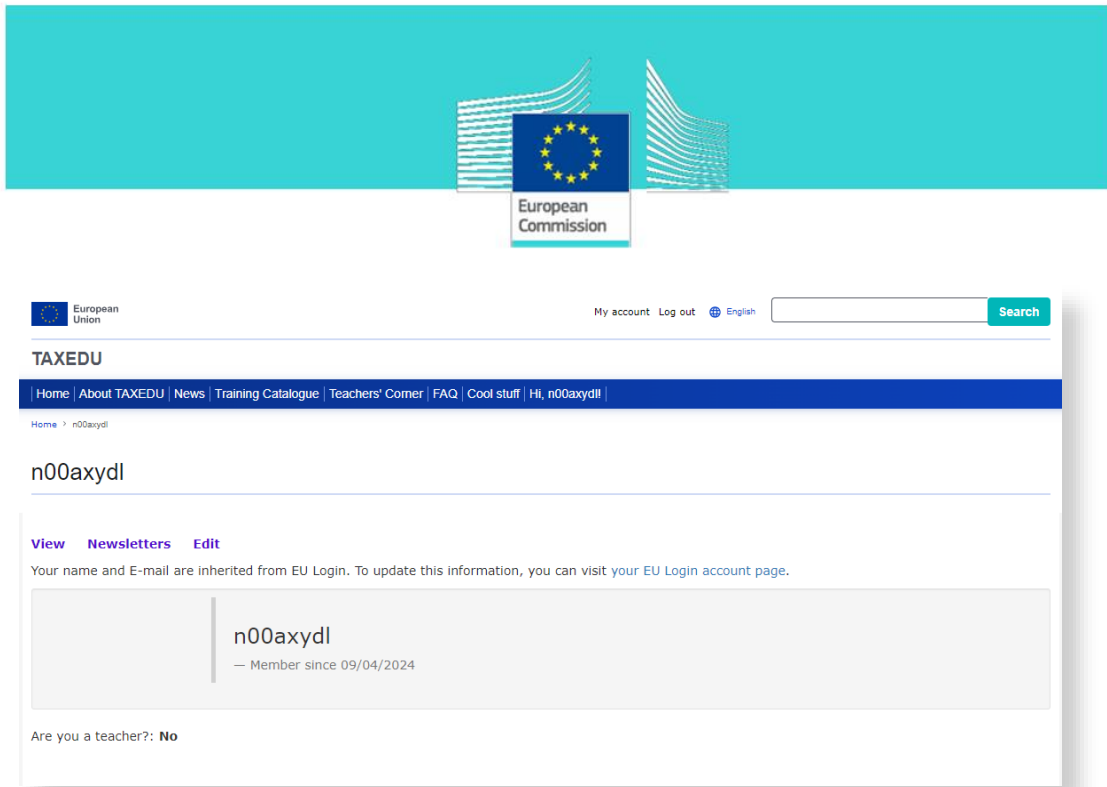 European
Commission
European
Union
My account Log out English Search
TAXEDU
Home | About TAXEDU | News | Training Catalogue | Teachers' Corner | FAQ | Cool stuff | Hi, n00axydl! |
Home > n00axydl
n00axydl
View Newsletters Edit
Your name and E-mail are inherited from EU Login. To update this information, you can visit your EU Login account page.
n00axydl
— Member since 09/04/2024
Are you a teacher?: No